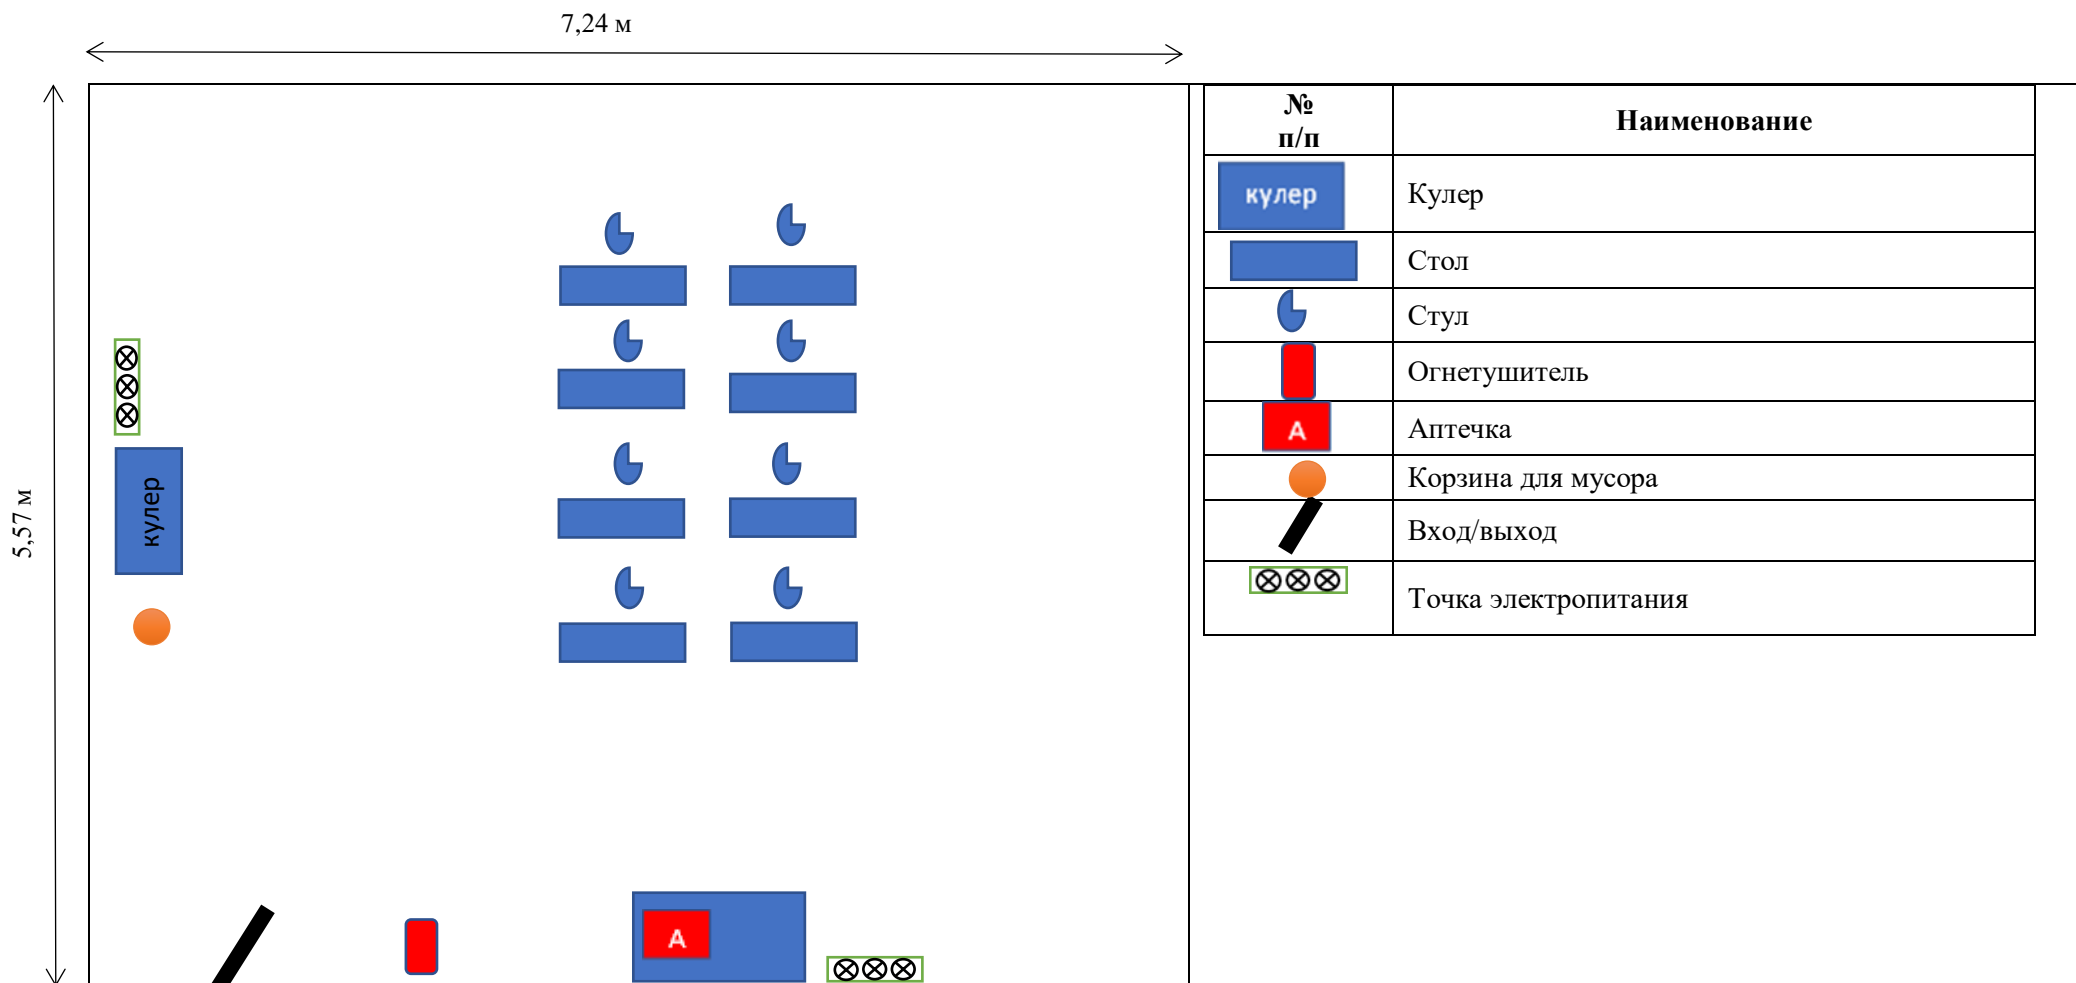 7,24 м
5,57 м
кулер
А
№
п/п
Наименование
кулер
Кулер
Стол
Стул
Огнетушитель
А
Аптечка
Корзина для мусора
Вход/выход
Точка электропитания